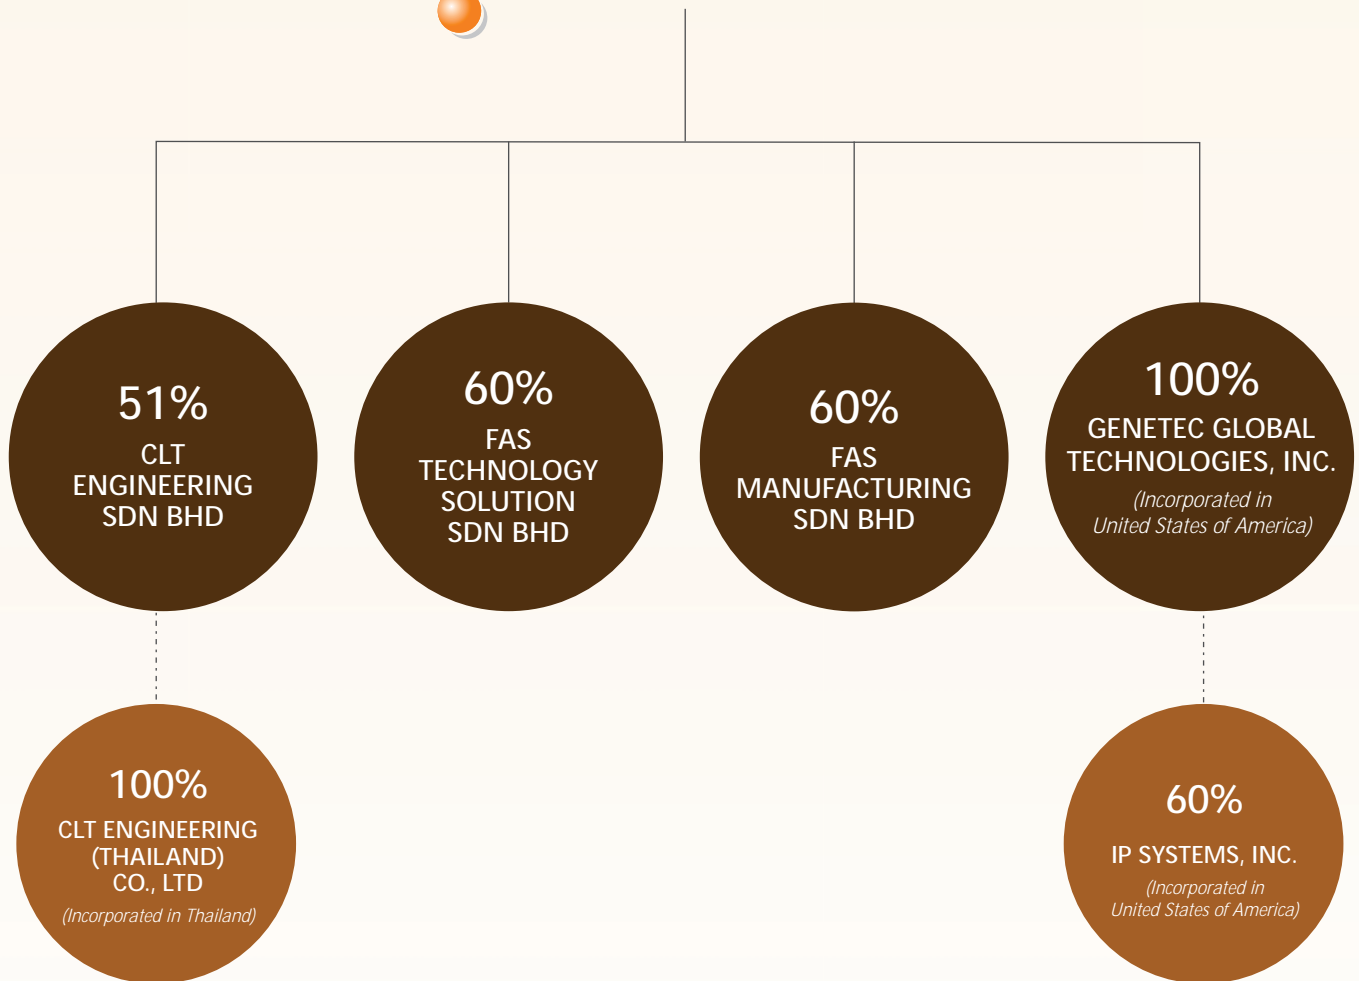 51%
CLT
ENGINEERING
SDN BHD
60%
FAS
TECHNOLOGY
SOLUTION
SDN BHD
60%
FAS
MANUFACTURING
SDN BHD
100%
GENETEC GLOBAL
TECHNOLOGIES, INC.
(Incorporated in
United States of America)
100%
CLT ENGINEERING
(THAILAND)
CO., LTD
(Incorporated in Thailand)
60%
IP SYSTEMS, INC.
(Incorporated in
United States of America)